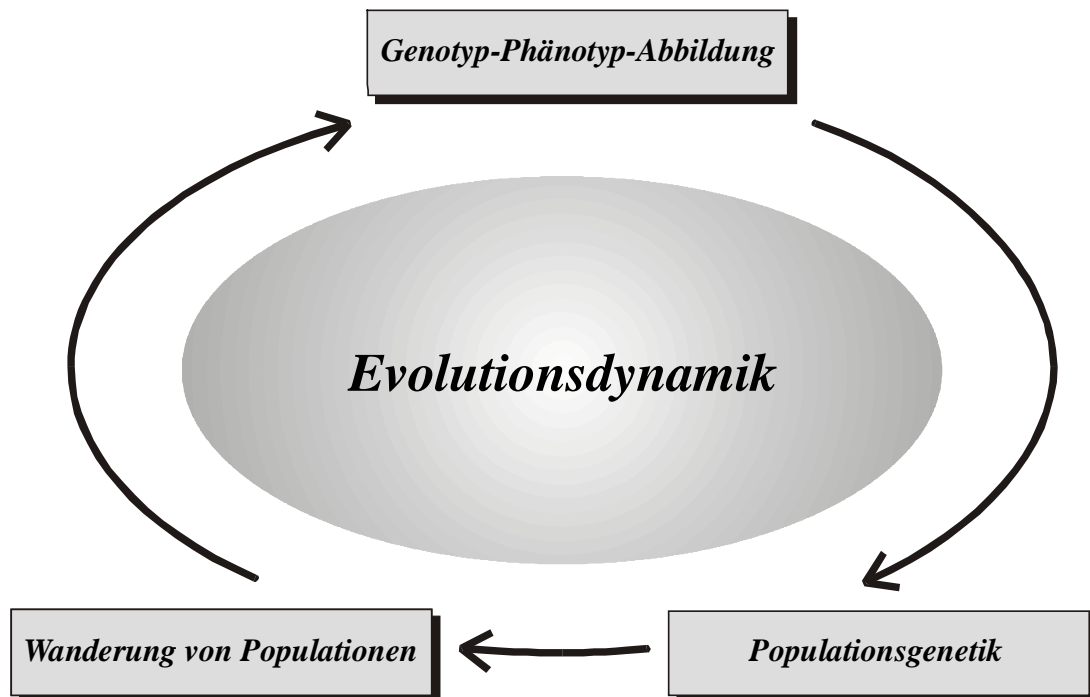 Genotyp-Phänotyp-Abbildung
Evolutionsdynamik
Wanderung von Populationen
Populationsgenetik